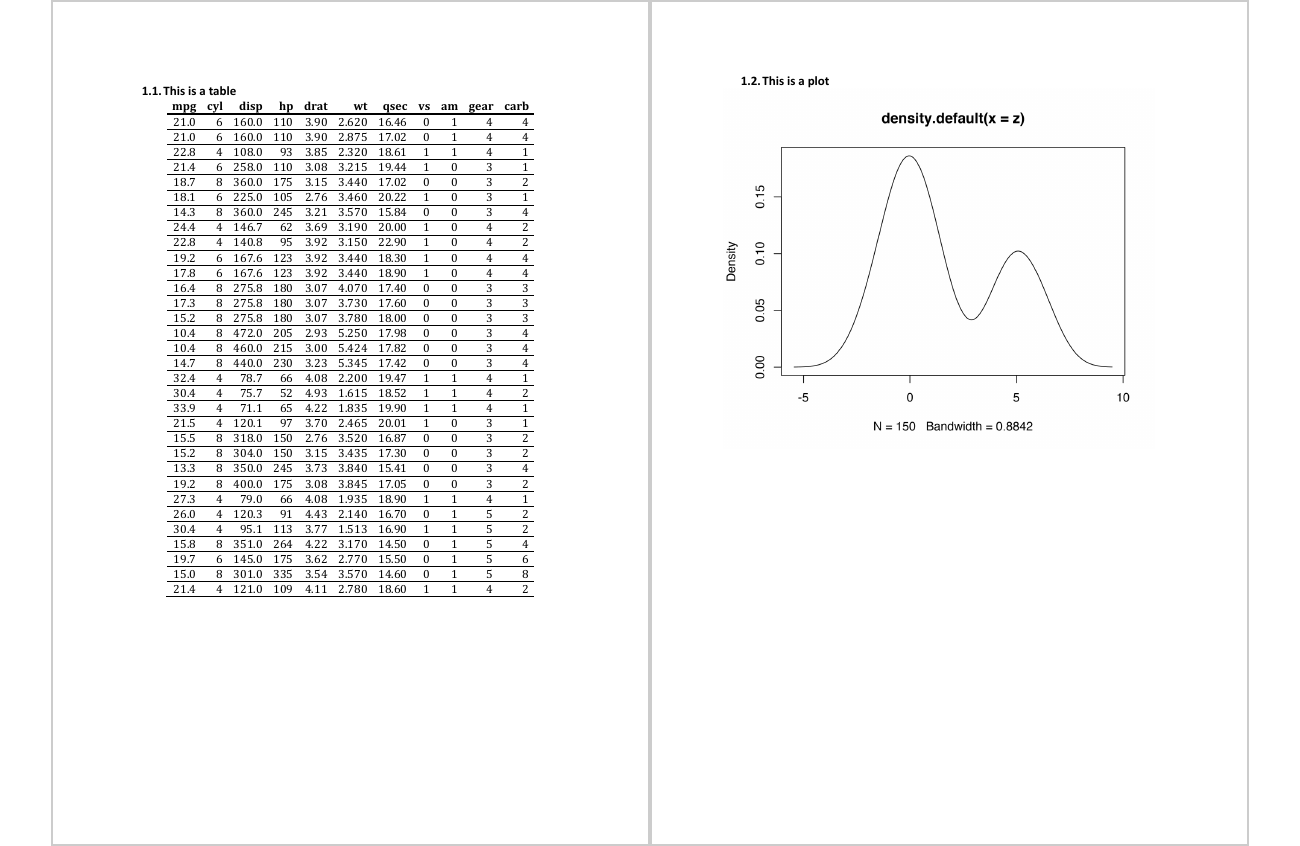 1.1. This is a table
mpg cyl disp hp drat wt qsec vs am gear carb
21.0 6 160.0 110 3.90 2.620 16.46 0 1 4 4
21.0 6 160.0 110 3.90 2.875 17.02 0 1 4 4
22.8 4 108.0 93 3.85 2.320 18.61 1 1 4 1
21.4 6 258.0 110 3.08 3.215 19.44 1 0 3 1
18.7 8 360.0 175 3.15 3.440 17.02 0 0 3 2
18.1 6 225.0 105 2.76 3.460 20.22 1 0 3 1
14.3 8 360.0 245 3.21 3.570 15.84 0 0 3 4
24.4 4 146.7 62 3.69 3.190 20.00 1 0 4 2
22.8 4 140.8 95 3.92 3.150 22.90 1 0 4 2
19.2 6 167.6 123 3.92 3.440 18.30 1 0 4 4
17.8 6 167.6 123 3.92 3.440 18.90 1 0 4 4
16.4 8 275.8 180 3.07 4.070 17.40 0 0 3 3
17.3 8 275.8 180 3.07 3.730 17.60 0 0 3 3
15.2 8 275.8 180 3.07 3.780 18.00 0 0 3 3
10.4 8 472.0 205 2.93 5.250 17.98 0 0 3 4
10.4 8 460.0 215 3.00 5.424 17.82 0 0 3 4
14.7 8 440.0 230 3.23 5.345 17.42 0 0 3 4
32.4 4 78.7 66 4.08 2.200 19.47 1 1 4 1
30.4 4 75.7 52 4.93 1.615 18.52 1 1 4 2
33.9 4 71.1 65 4.22 1.835 19.90 1 1 4 1
21.5 4 120.1 97 3.70 2.465 20.01 1 0 3 1
15.5 8 318.0 150 2.76 3.520 16.87 0 0 3 2
15.2 8 304.0 150 3.15 3.435 17.30 0 0 3 2
13.3 8 350.0 245 3.73 3.840 15.41 0 0 3 4
19.2 8 400.0 175 3.08 3.845 17.05 0 0 3 2
27.3 4 79.0 66 4.08 1.935 18.90 1 1 4 1
26.0 4 120.3 91 4.43 2.140 16.70 0 1 5 2
30.4 4 95.1 113 3.77 1.513 16.90 1 1 5 2
15.8 8 351.0 264 4.22 3.170 14.50 0 1 5 4
19.7 6 145.0 175 3.62 2.770 15.50 0 1 5 6
15.0 8 301.0 335 3.54 3.570 14.60 0 1 5 8
21.4 4 121.0 109 4.11 2.780 18.60 1 1 4 2
1.2. This is a plot
density.default(x = z)
Density
0.15
0.10
0.05
0.00
-5 0 5 10
N = 150 Bandwidth = 0.8842